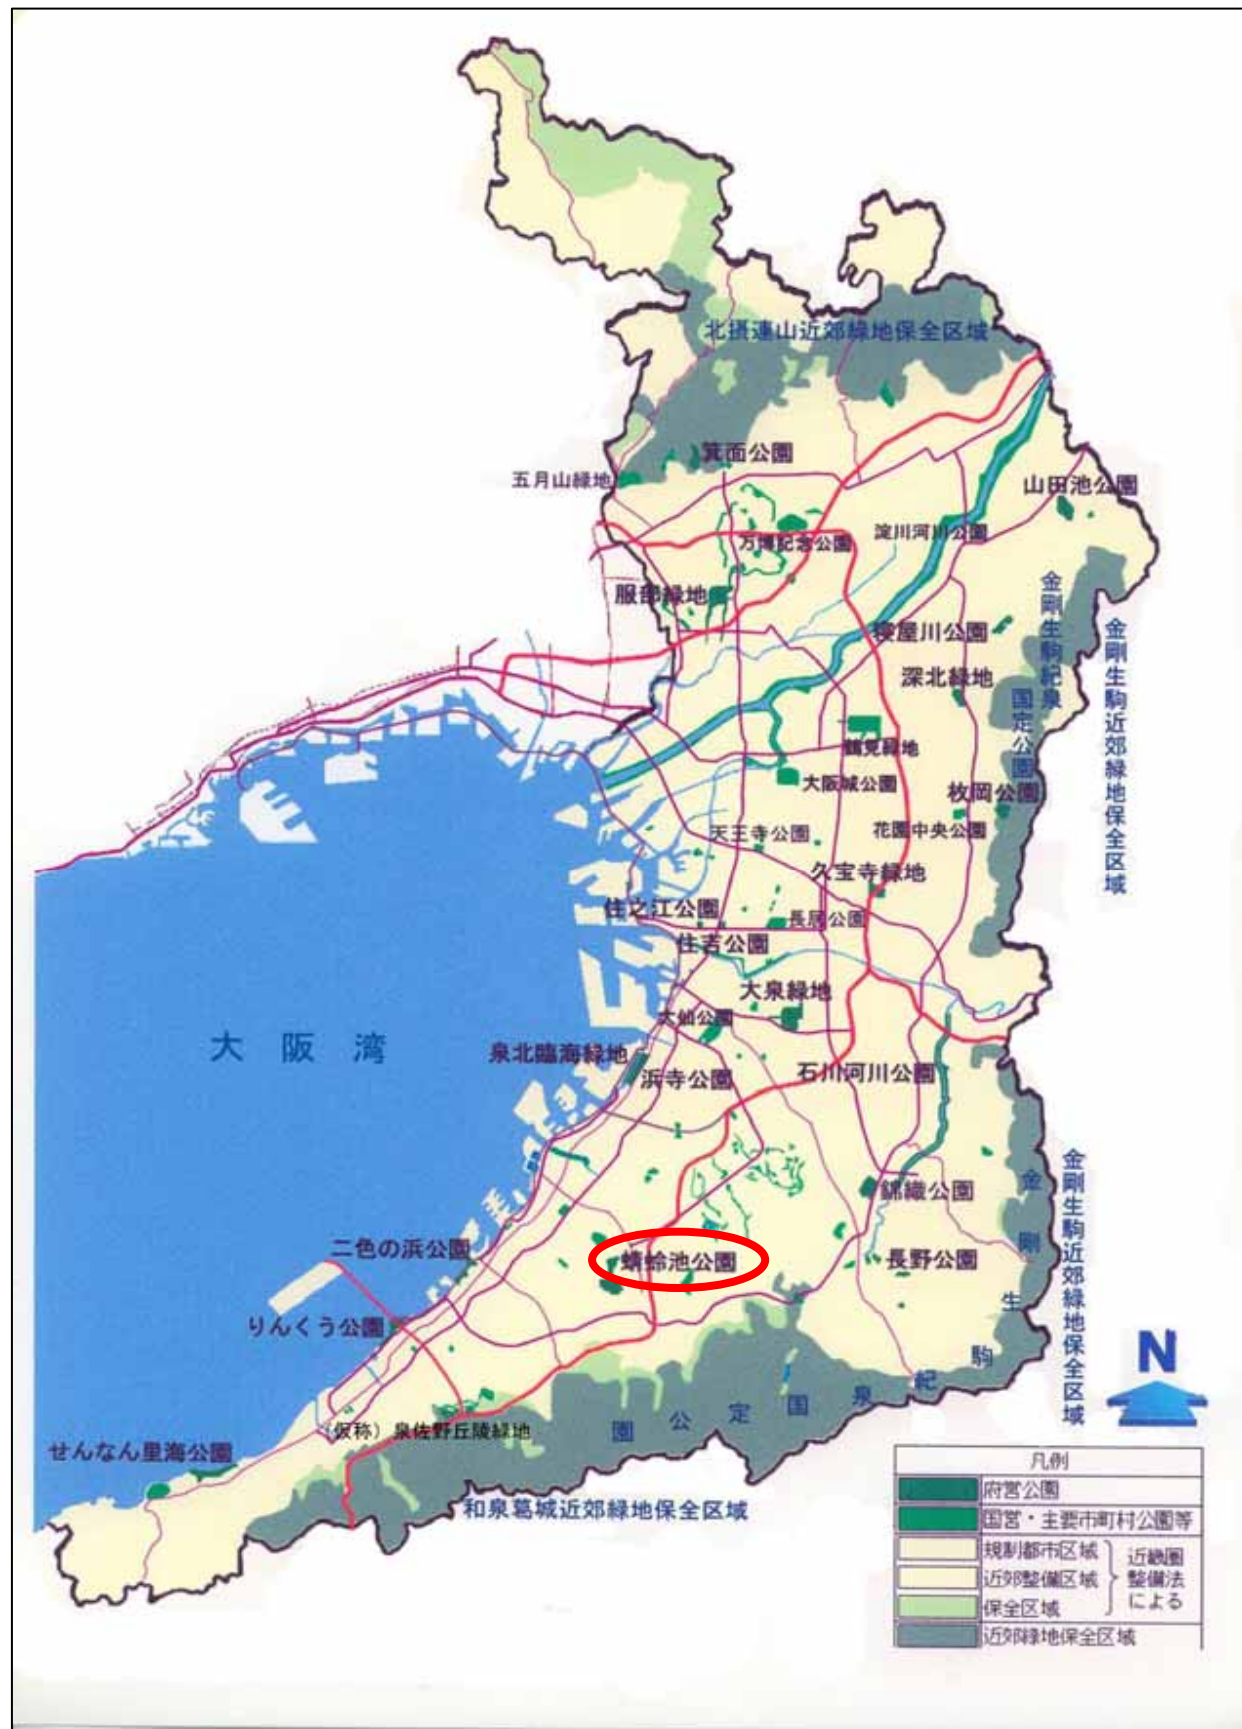 北摂連山近郊緑地保全区域
箕面公園
五月山緑地
山田池公園
万博記念公園
淀川河川公園
服部緑地
寝屋川公園
金剛生駒紀泉
国定公園
金剛生駒近郊緑地保全区域
深北緑地
鶴見緑地
大阪城公園
枚岡公園
天王寺公園
花園中央公園
久宝寺緑地
住之江公園
長居公園
住吉公園
大泉緑地
大仙公園
大阪湾
泉北臨海緑地
浜寺公園
石川河川公園
錦織公園
金剛生駒近郊緑地保全区域
二色の浜公園
蜻蛉池公園
長野公園
りんくう公園
金剛生駒紀泉国定公園
N
(仮称)泉佐野丘陵緑地
せんなん里海公園
和泉葛城近郊緑地保全区域
凡例
府営公園
国営・主要市町村公園等
規制都市区域
近郊整備区域
保全区域
近畿圏
整備法
による
近郊緑地保全区域